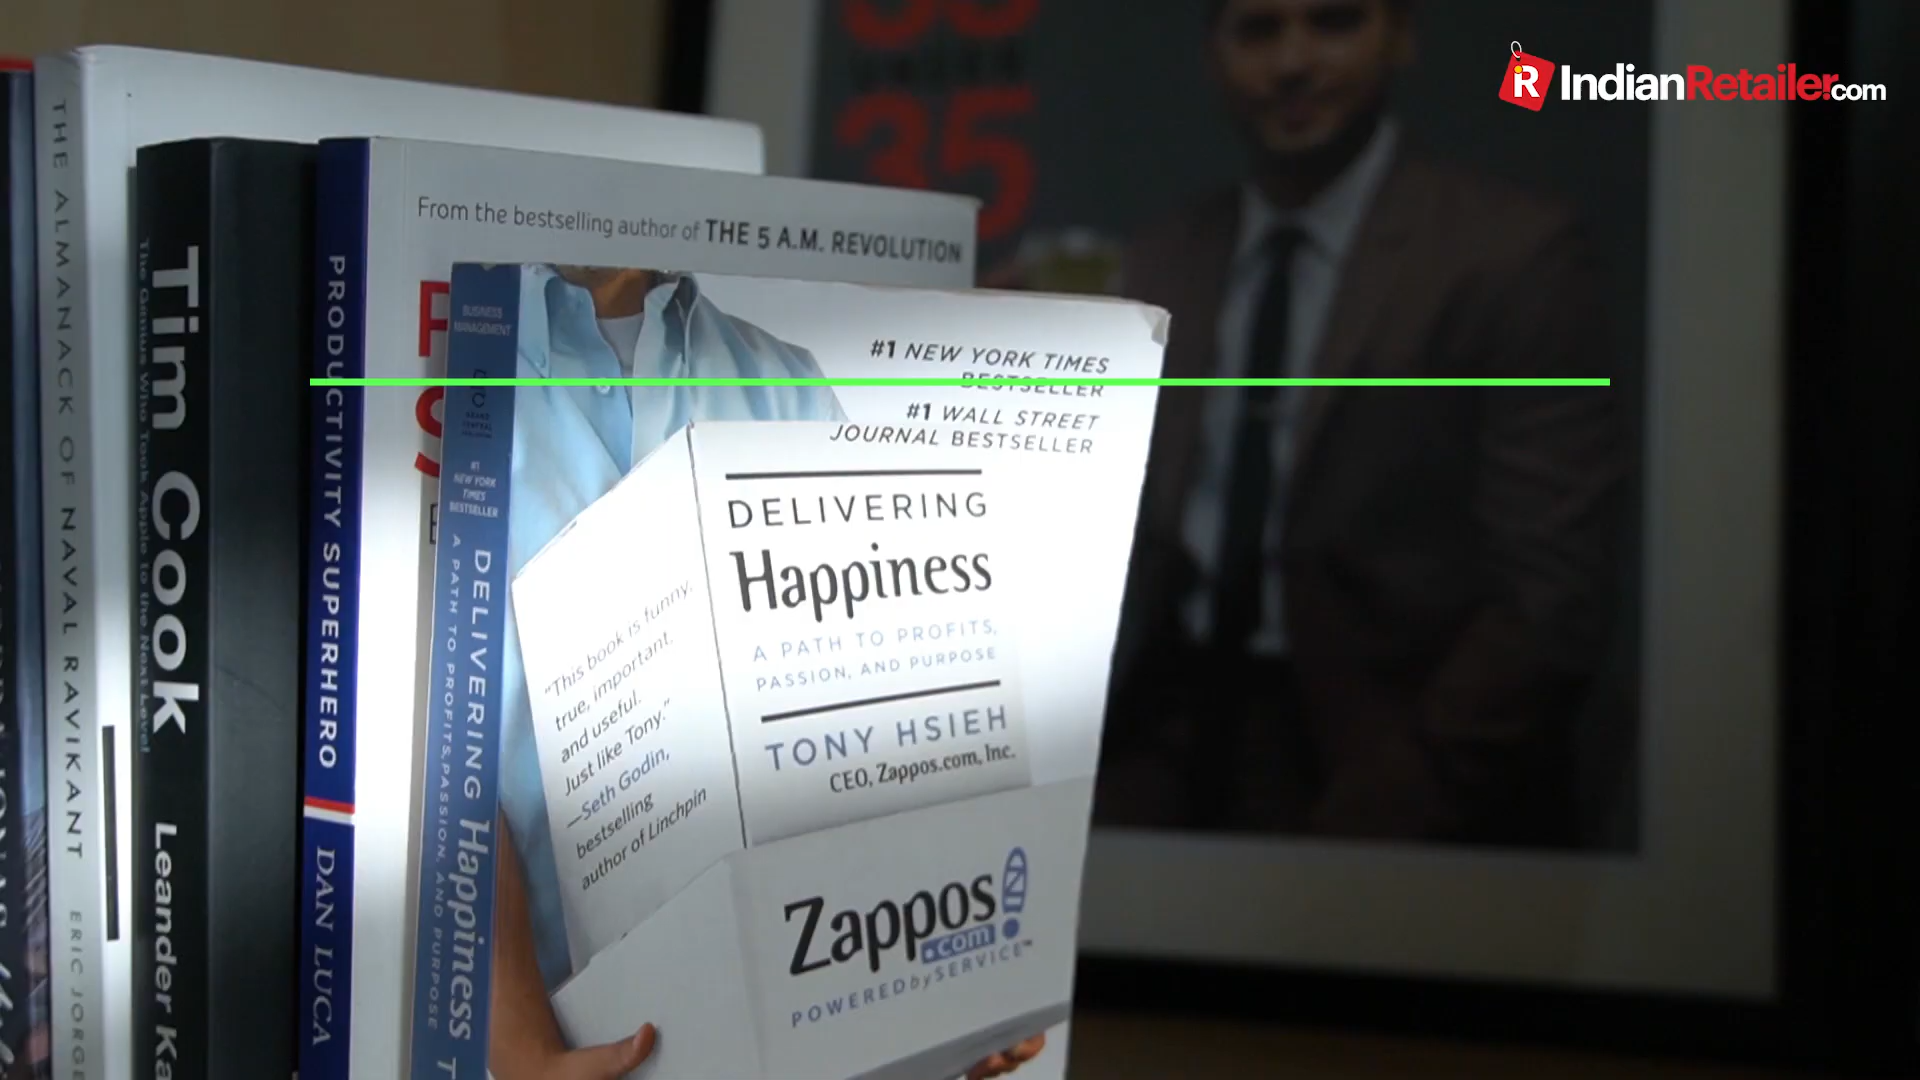 IndianRetailer.com
35
THE ALMANACK OF NAVAL RAVIKANT
ERIC JORGE
Tim Cook
The Genius Who Took Apple to the Next Level
Leander Ka
PRODUCTIVITY SUPERHERO
DAN LUCA
From the bestselling author of THE 5 A.M. REVOLUTION
BUSINESS
MANAGEMENT
GRAND
CENTRAL
#1
NEW YORK
TIMES
BESTSELLER
DELIVERING Happiness
A PATH TO PROFITS, PASSION, AND PURPOSE
#1 NEW YORK TIMES
BESTSELLER
#1 WALL STREET
JOURNAL BESTSELLER
DELIVERING
Happiness
A PATH TO PROFITS,
PASSION, AND PURPOSE
TONY HSIEH
CEO, Zappos.com, Inc.
"This book is funny,
true, important,
and useful.
Just like Tony."
—Seth Godin,
bestselling
author of Linchpin
Zappos
.com
POWERED by SERVICE™